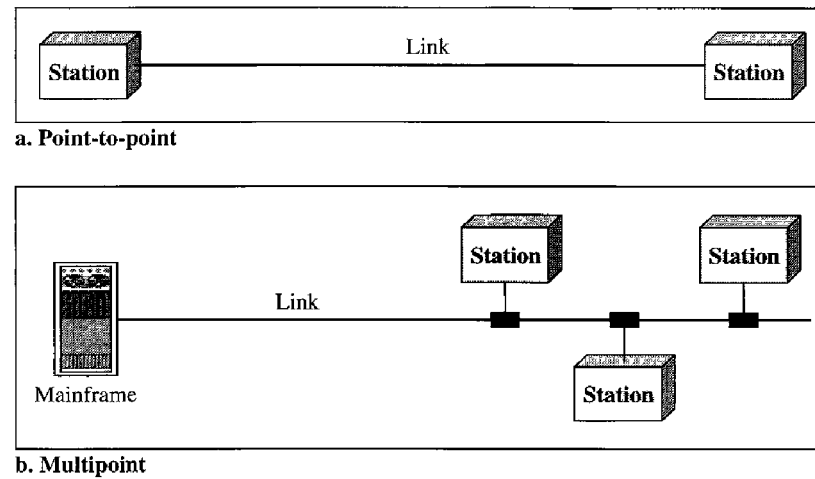 Link
Station
Station
a. Point-to-point
Station
Station
Link
Station
Mainframe
b. Multipoint